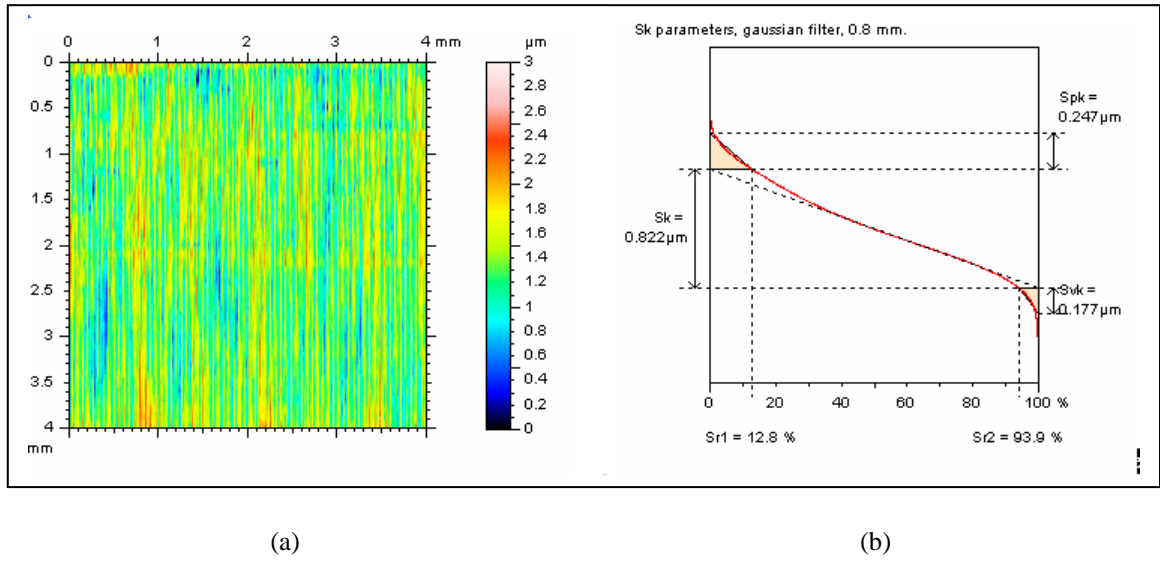 0 1 2 3 4 mm
µm
0
0.5
1
1.5
2
2.5
3
3.5
4
mm
3
2.8
2.6
2.4
2.2
2
1.8
1.6
1.4
1.2
1
0.8
0.6
0.4
0.2
0
Sk parameters, gaussian filter, 0.8 mm.
Spk =
0.247µm
Sk =
0.822µm
Svk =
0.177µm
0 20 40 60 80 100 %
Sr1 = 12.8 % Sr2 = 93.9 %
(a) (b)